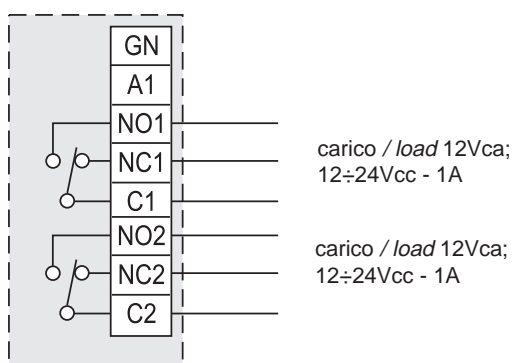 GN
A1
NO1
NC1
C1
NO2
NC2
C2
carico / load 12Vca;
12÷24Vcc - 1A
carico / load 12Vca;
12÷24Vcc - 1A